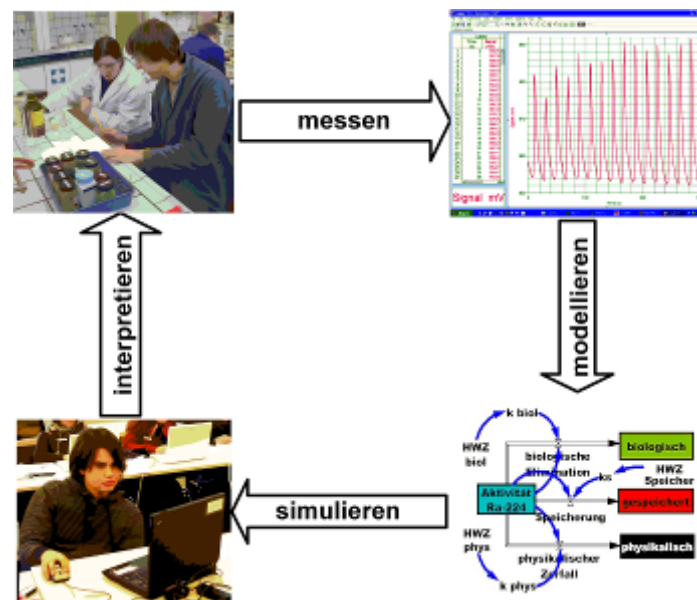 messen
Signal mV
modellieren
interpretieren
simulieren
k biol
HWZ
biol
biologische
Elimination
biologisch
ks
HWZ
Speicher
Aktivität
Ra-224
Speicherung
gespeichert
HWZ
phys
physikalischer
Zerfall
physikalisch
k phys